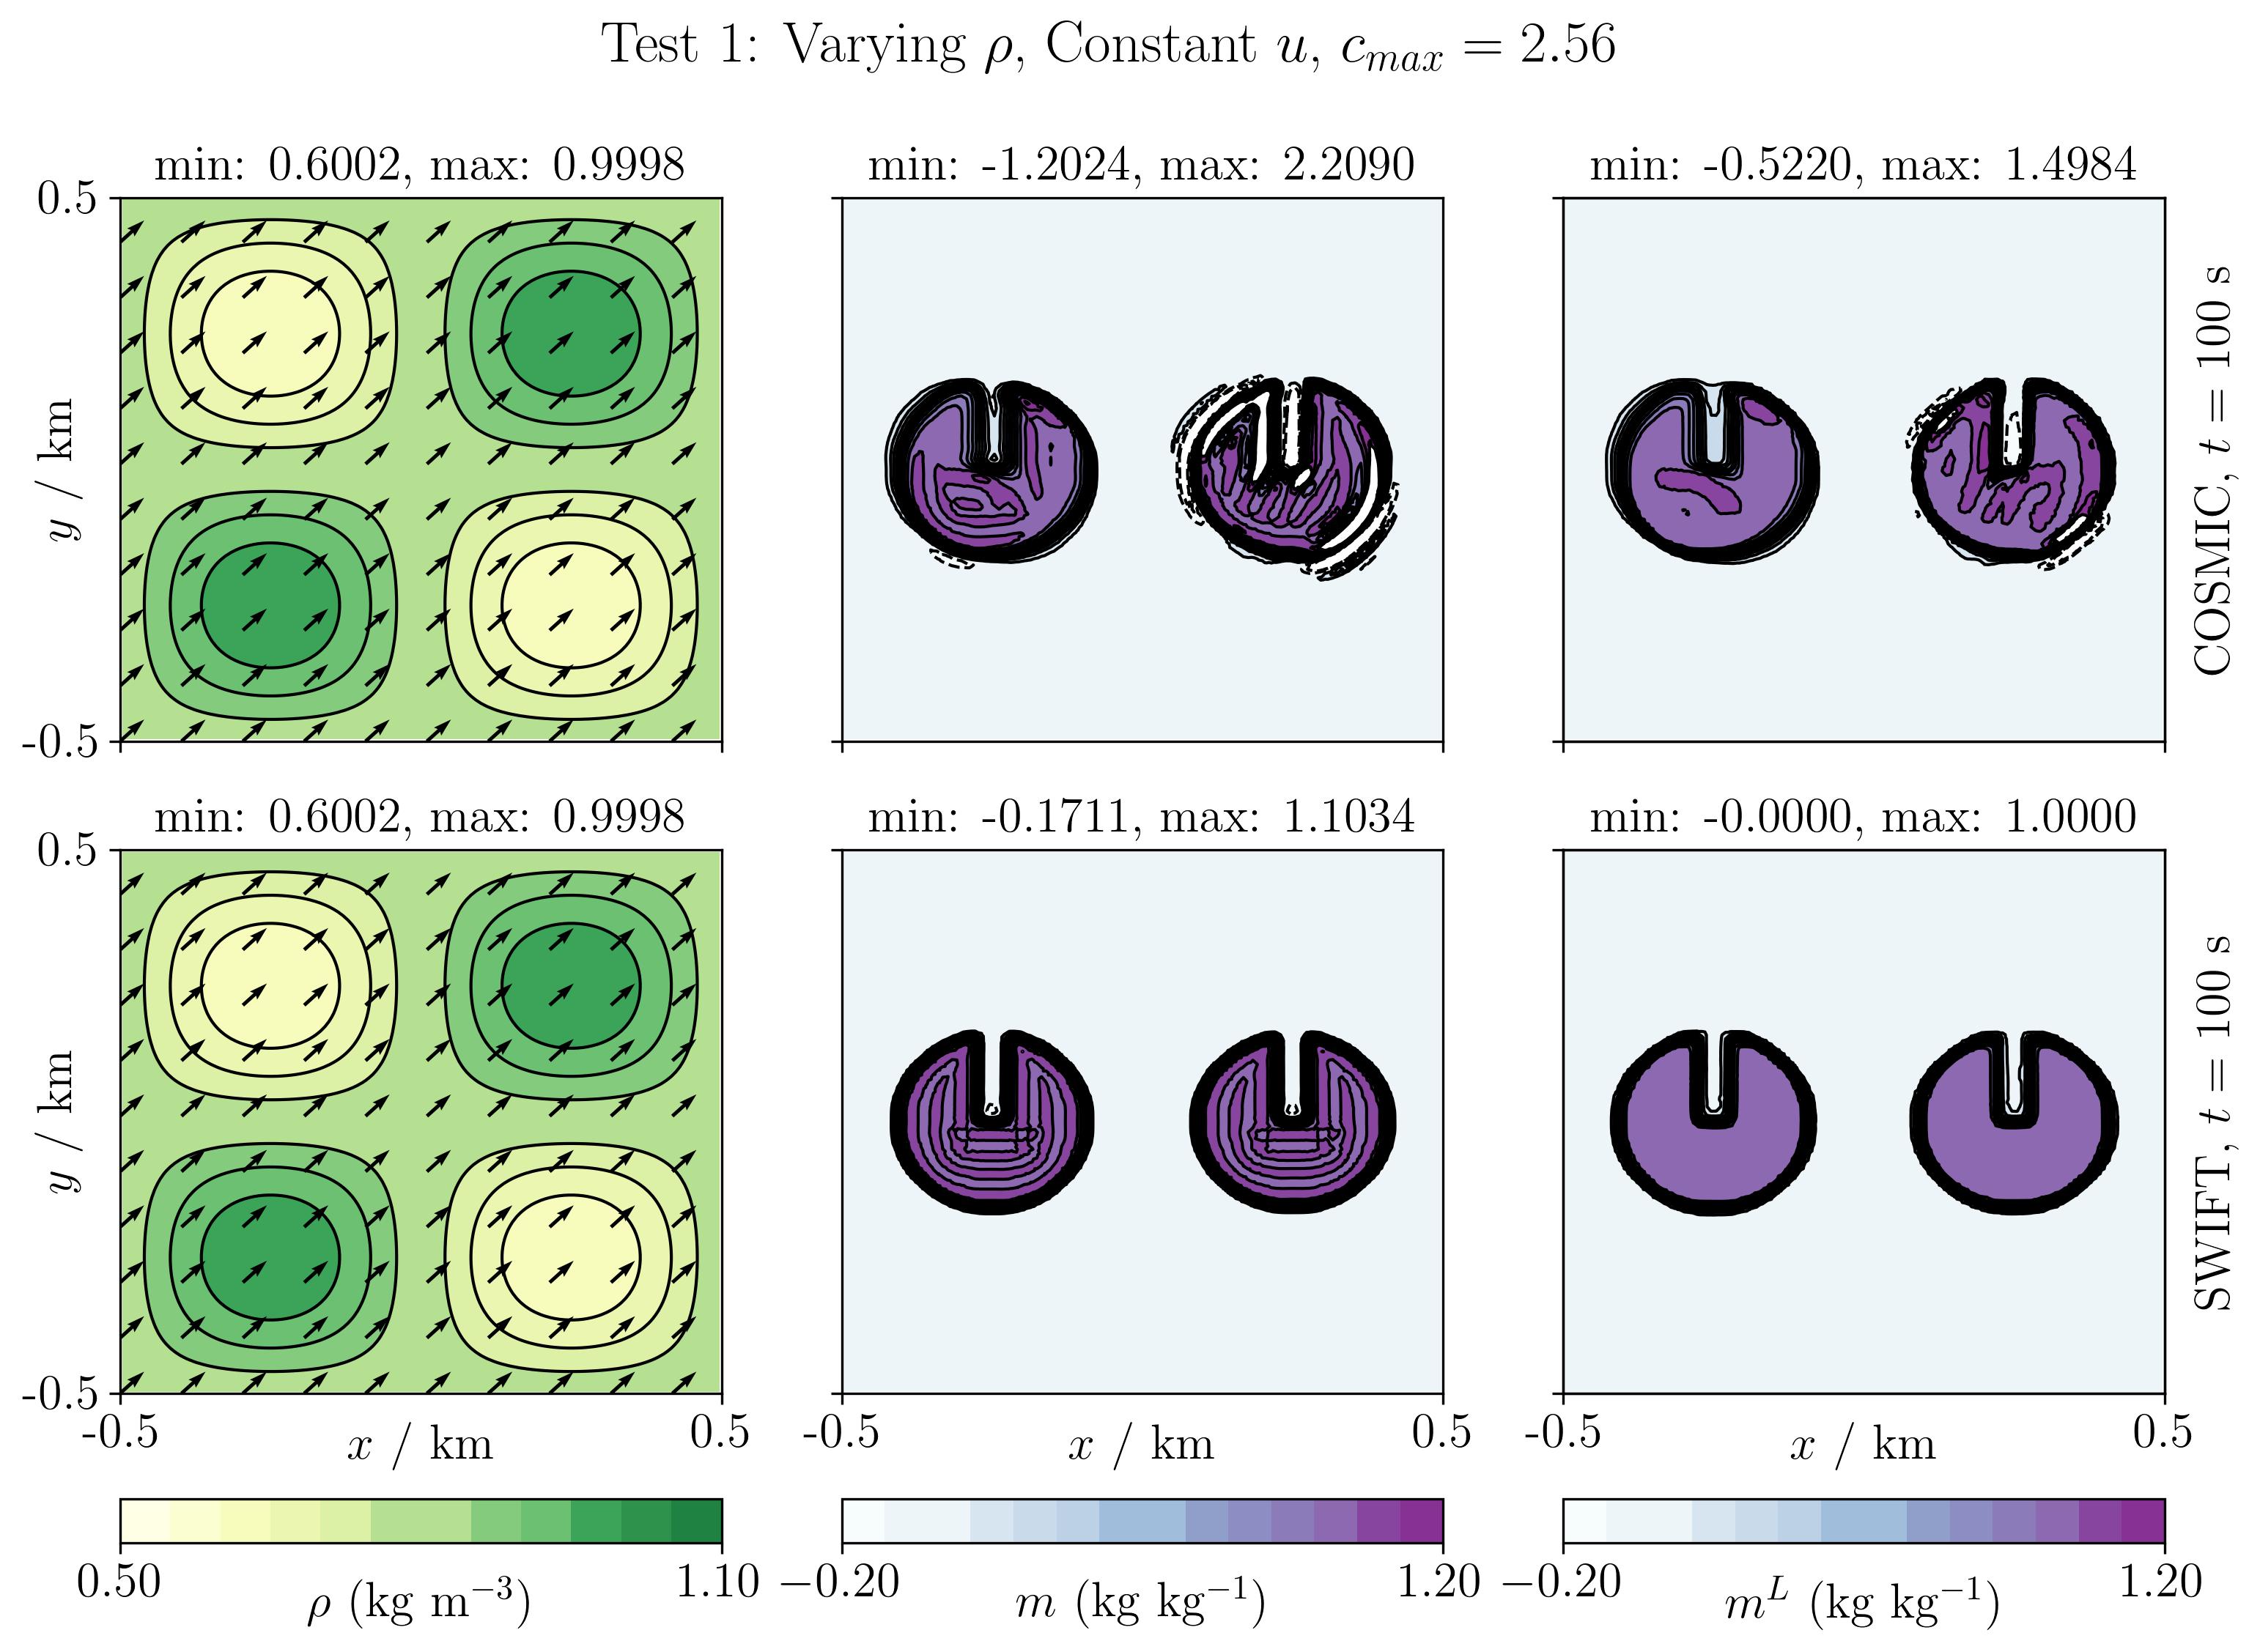 Test 1: Varying ρ, Constant u, c_max = 2.56
min: 0.6002, max: 0.9998
min: -1.2024, max: 2.2090
min: -0.5220, max: 1.4984
0.5
y / km
-0.5
COSMIC, t = 100 s
min: 0.6002, max: 0.9998
min: -0.1711, max: 1.1034
min: -0.0000, max: 1.0000
0.5
y / km
-0.5
SWIFT, t = 100 s
-0.5 x / km 0.5
-0.5 x / km 0.5
-0.5 x / km 0.5
0.50 ρ (kg m⁻³) 1.10
−0.20 m (kg kg⁻¹) 1.20
−0.20 m^L (kg kg⁻¹) 1.20